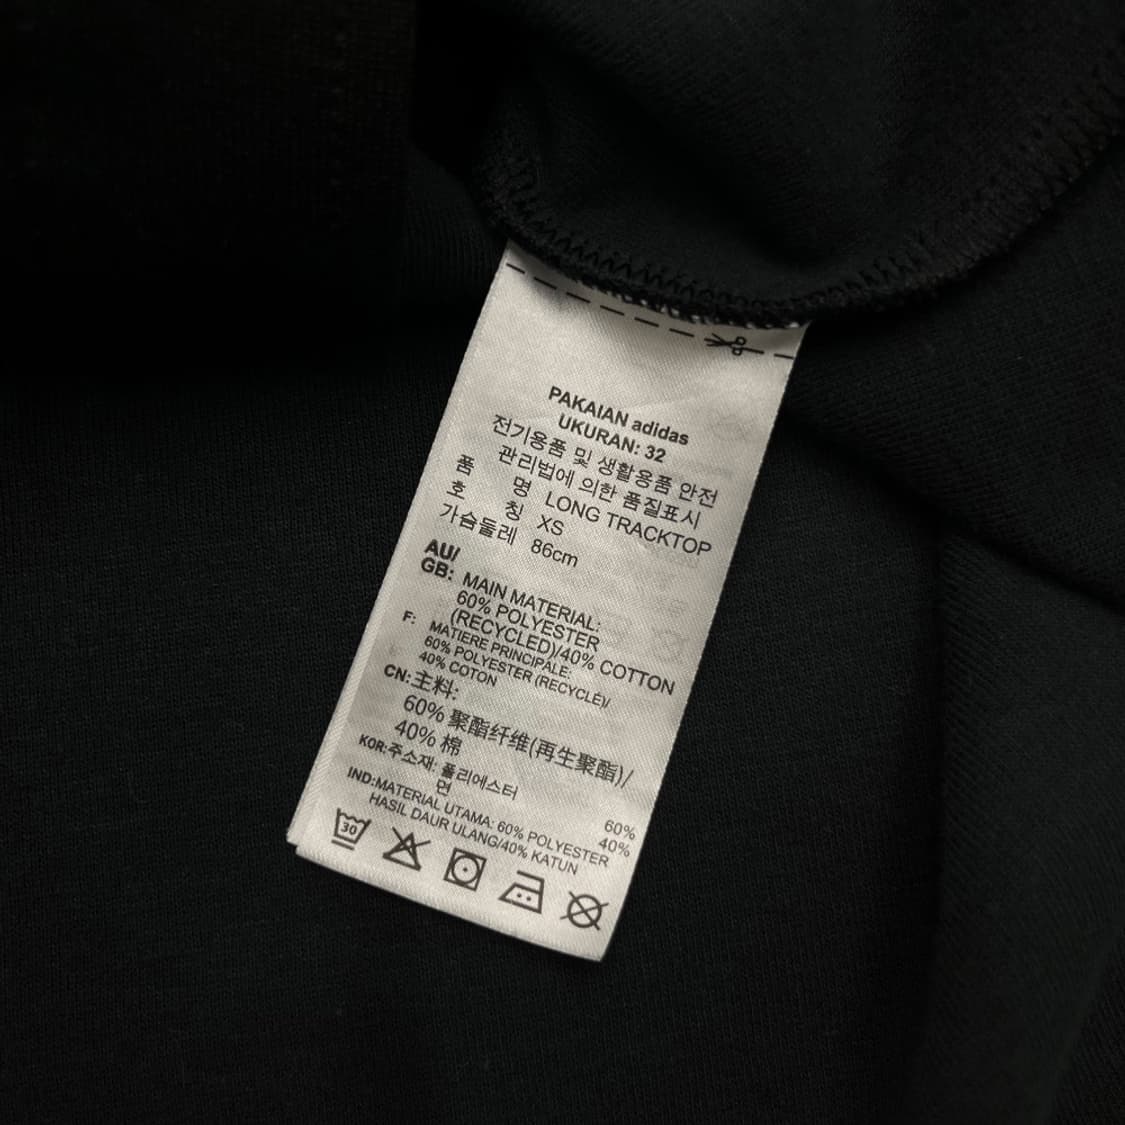 PAKAIAN adidas
UKURAN: 32
전기용품 및 생활용품 안전
관리법에 의한 품질표시
품 명 LONG TRACKTOP
호 칭 XS
가슴둘레 86cm
AU/
GB: MAIN MATERIAL:
60% POLYESTER
(RECYCLED)/40% COTTON
F: MATIERE PRINCIPALE:
60% POLYESTER (RECYCLÉ)/
40% COTON
CN:主料:
60% 聚酯纤维(再生聚酯)/
40% 棉
KOR:주소재: 폴리에스터 60%
면 40%
IND:MATERIAL UTAMA: 60% POLYESTER
HASIL DAUR ULANG/40% KATUN
30